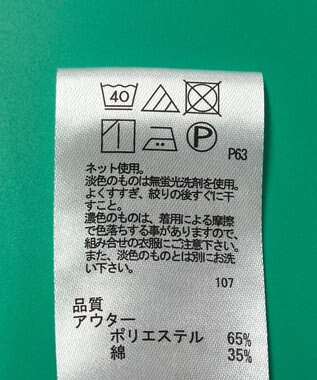 40
P
P63
ネット使用。
淡色のものは無蛍光洗剤を使用。
よくすすぎ、絞りの後すぐに干
すこと。
濃色のものは、着用による摩擦
で色落ちする事がありますので、
組み合せの衣服にご注意下さい。
また、淡色のものとは別にお洗
い下さい。
107
品質
アウター
ポリエステル 65%
綿 35%